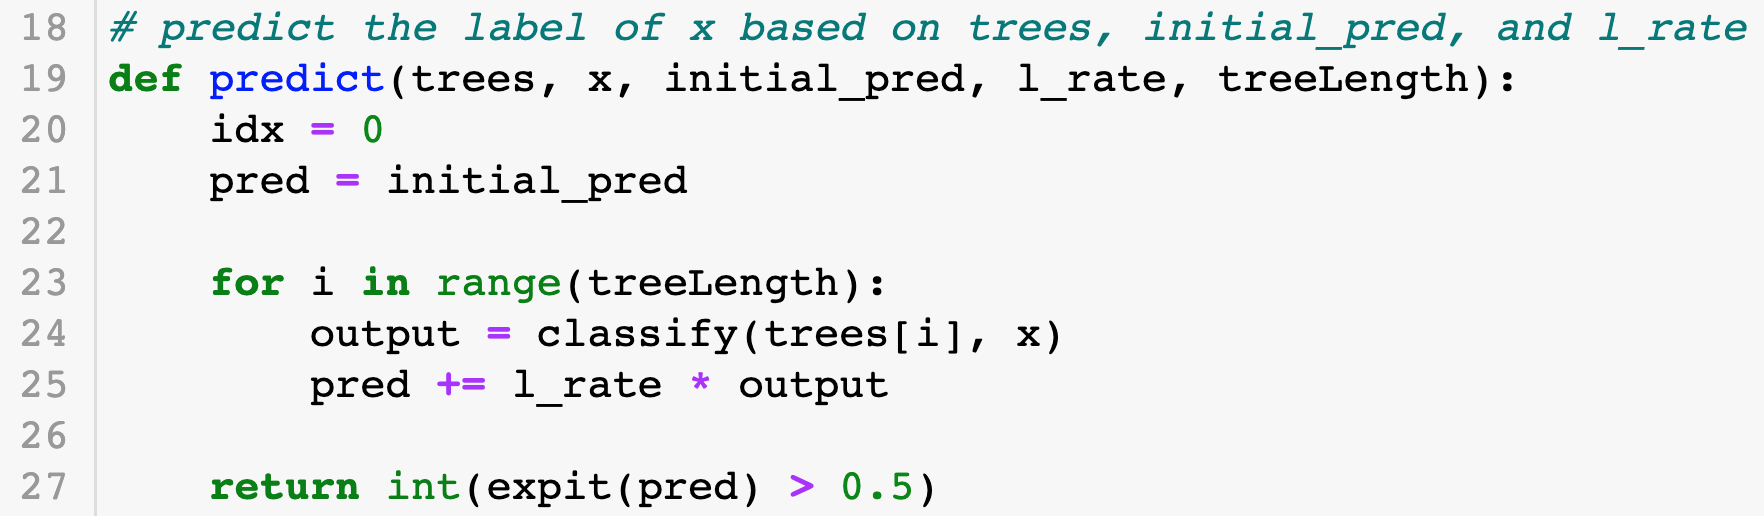 18 # predict the label of x based on trees, initial_pred, and l_rate
19 def predict(trees, x, initial_pred, l_rate, treeLength):
20     idx = 0
21     pred = initial_pred
22
23     for i in range(treeLength):
24         output = classify(trees[i], x)
25         pred += l_rate * output
26
27     return int(expit(pred) > 0.5)